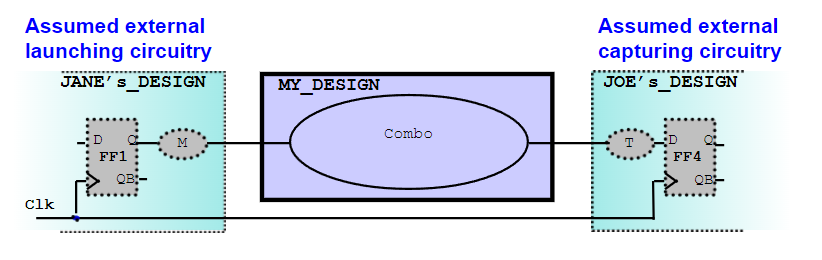 Assumed external
launching circuitry
Assumed external
capturing circuitry
JANE's_DESIGN
MY_DESIGN
JOE's_DESIGN
D Q
FF1
QB
M
Combo
T
D Q
FF4
QB
Clk